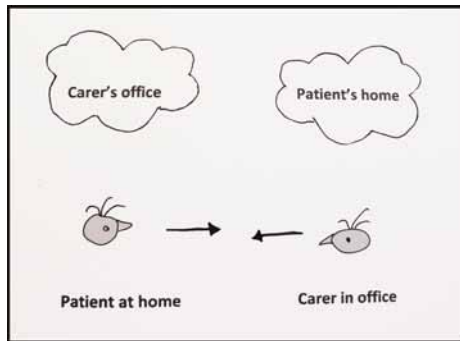 Carer's office
Patient's home
Patient at home
Carer in office